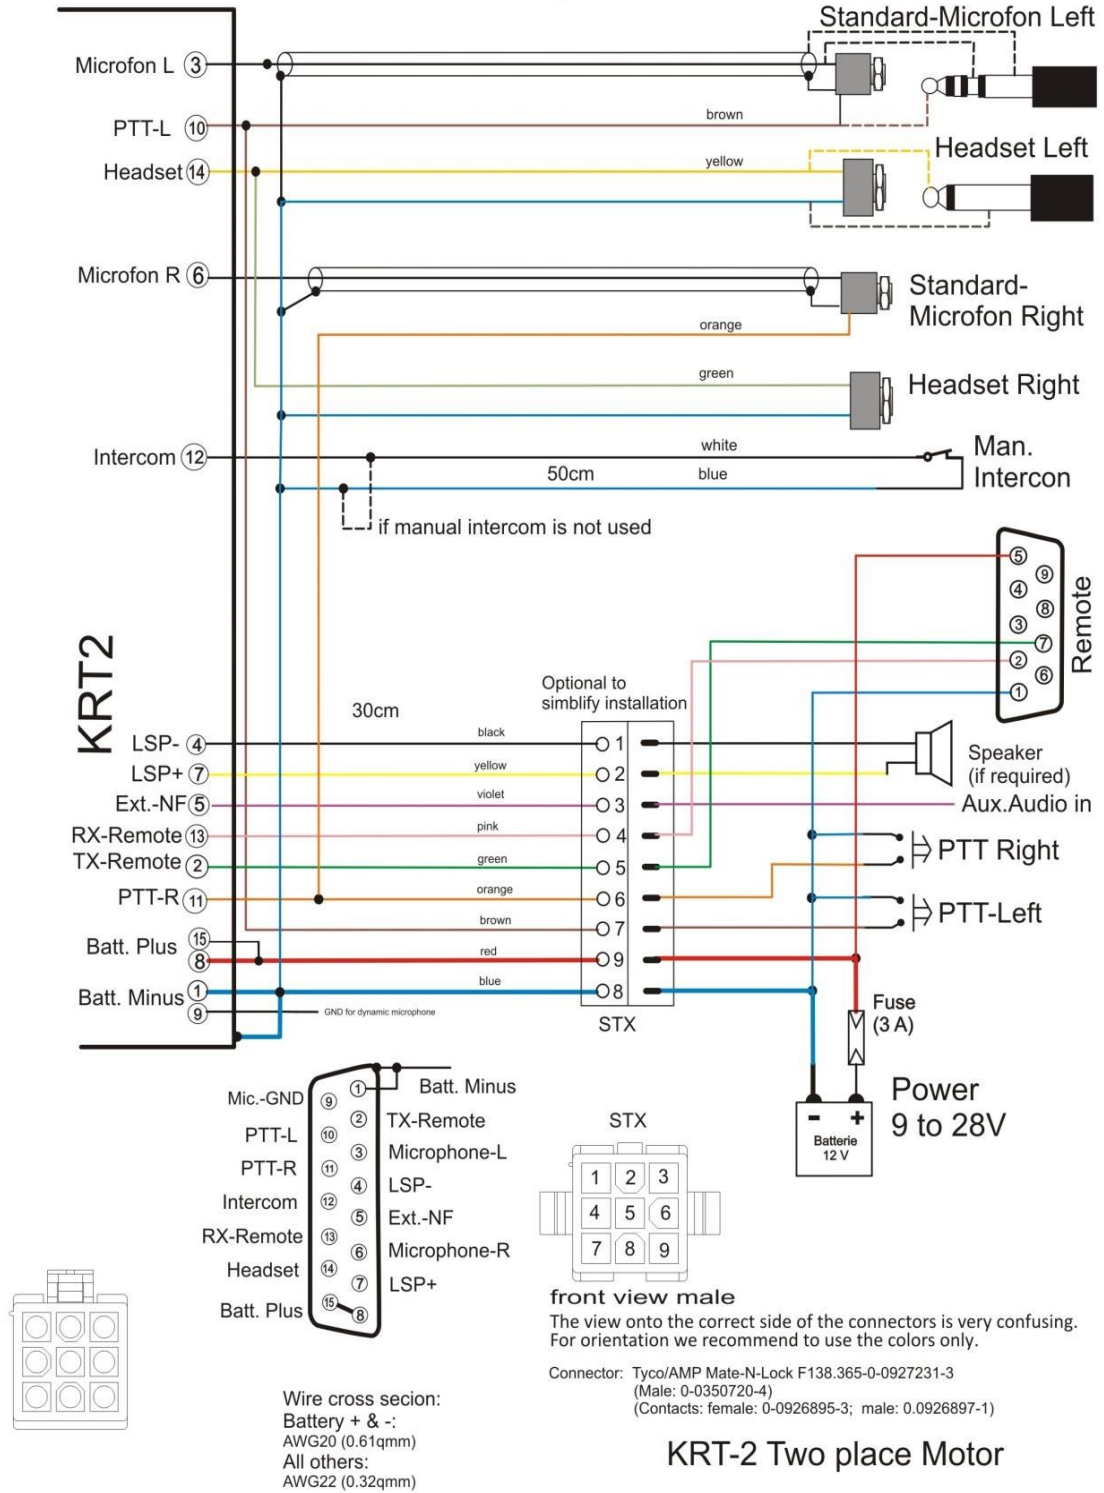 Standard-Microfon Left
Microfon L 3
PTT-L 10
brown
Headset 14
yellow
Headset Left
Microfon R 6
Standard-
Microfon Right
orange
green
Headset Right
Intercom 12
white
50cm
blue
Man.
Intercon
if manual intercom is not used
5
9
4
8
3
7
2
6
1
Remote
KRT2
30cm
Optional to
simblify installation
LSP- 4
black
1
LSP+ 7
yellow
2
Speaker
(if required)
Ext.-NF 5
violet
3
Aux.Audio in
RX-Remote 13
pink
4
PTT Right
TX-Remote 2
green
5
PTT-R 11
orange
6
PTT-Left
brown
7
Batt. Plus 15
8
red
9
Batt. Minus 1
blue
8
9
GND for dynamic microphone
STX
Fuse
(3 A)
Power
9 to 28V
- +
Batterie
12 V
Mic.-GND 9
1 Batt. Minus
PTT-L 10
2 TX-Remote
PTT-R 11
3 Microphone-L
Intercom 12
4 LSP-
RX-Remote 13
5 Ext.-NF
Headset 14
6 Microphone-R
Batt. Plus 15
7 LSP+
8
STX
1 2 3
4 5 6
7 8 9
front view male
The view onto the correct side of the connectors is very confusing.
For orientation we recommend to use the colors only.
Connector: Tyco/AMP Mate-N-Lock F138.365-0-0927231-3
(Male: 0-0350720-4)
(Contacts: female: 0-0926895-3; male: 0.0926897-1)
Wire cross secion:
Battery + & -:
AWG20 (0.61qmm)
All others:
AWG22 (0.32qmm)
KRT-2 Two place Motor